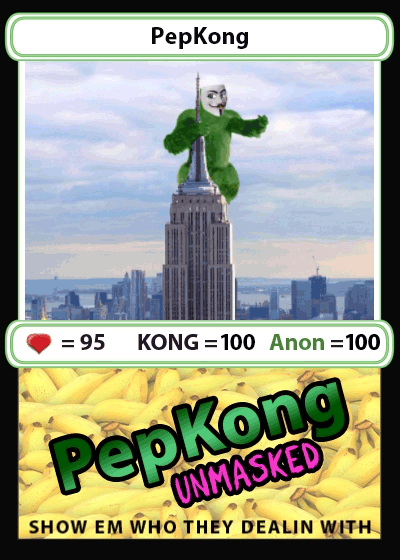 PepKong
= 95 KONG =100 Anon =100
PepKong
UNMASKED
SHOW EM WHO THEY DEALIN WITH